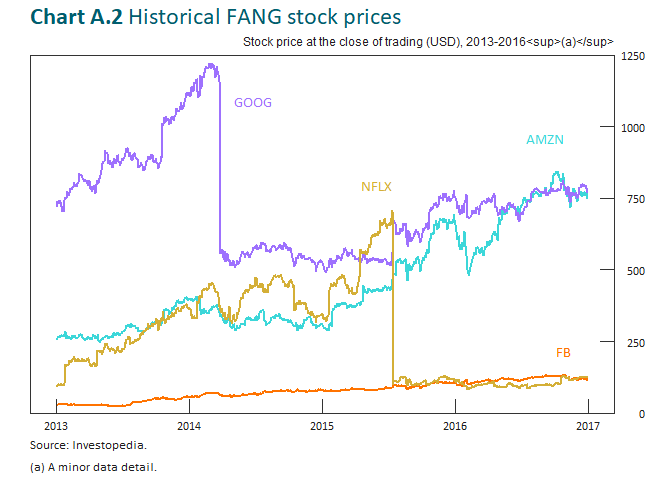 Chart A.2 Historical FANG stock prices
Stock price at the close of trading (USD), 2013-2016<sup>(a)</sup>
1250
GOOG
1000
AMZN
NFLX
750
500
250
FB
0
2013 2014 2015 2016 2017
Source: Investopedia.
(a) A minor data detail.